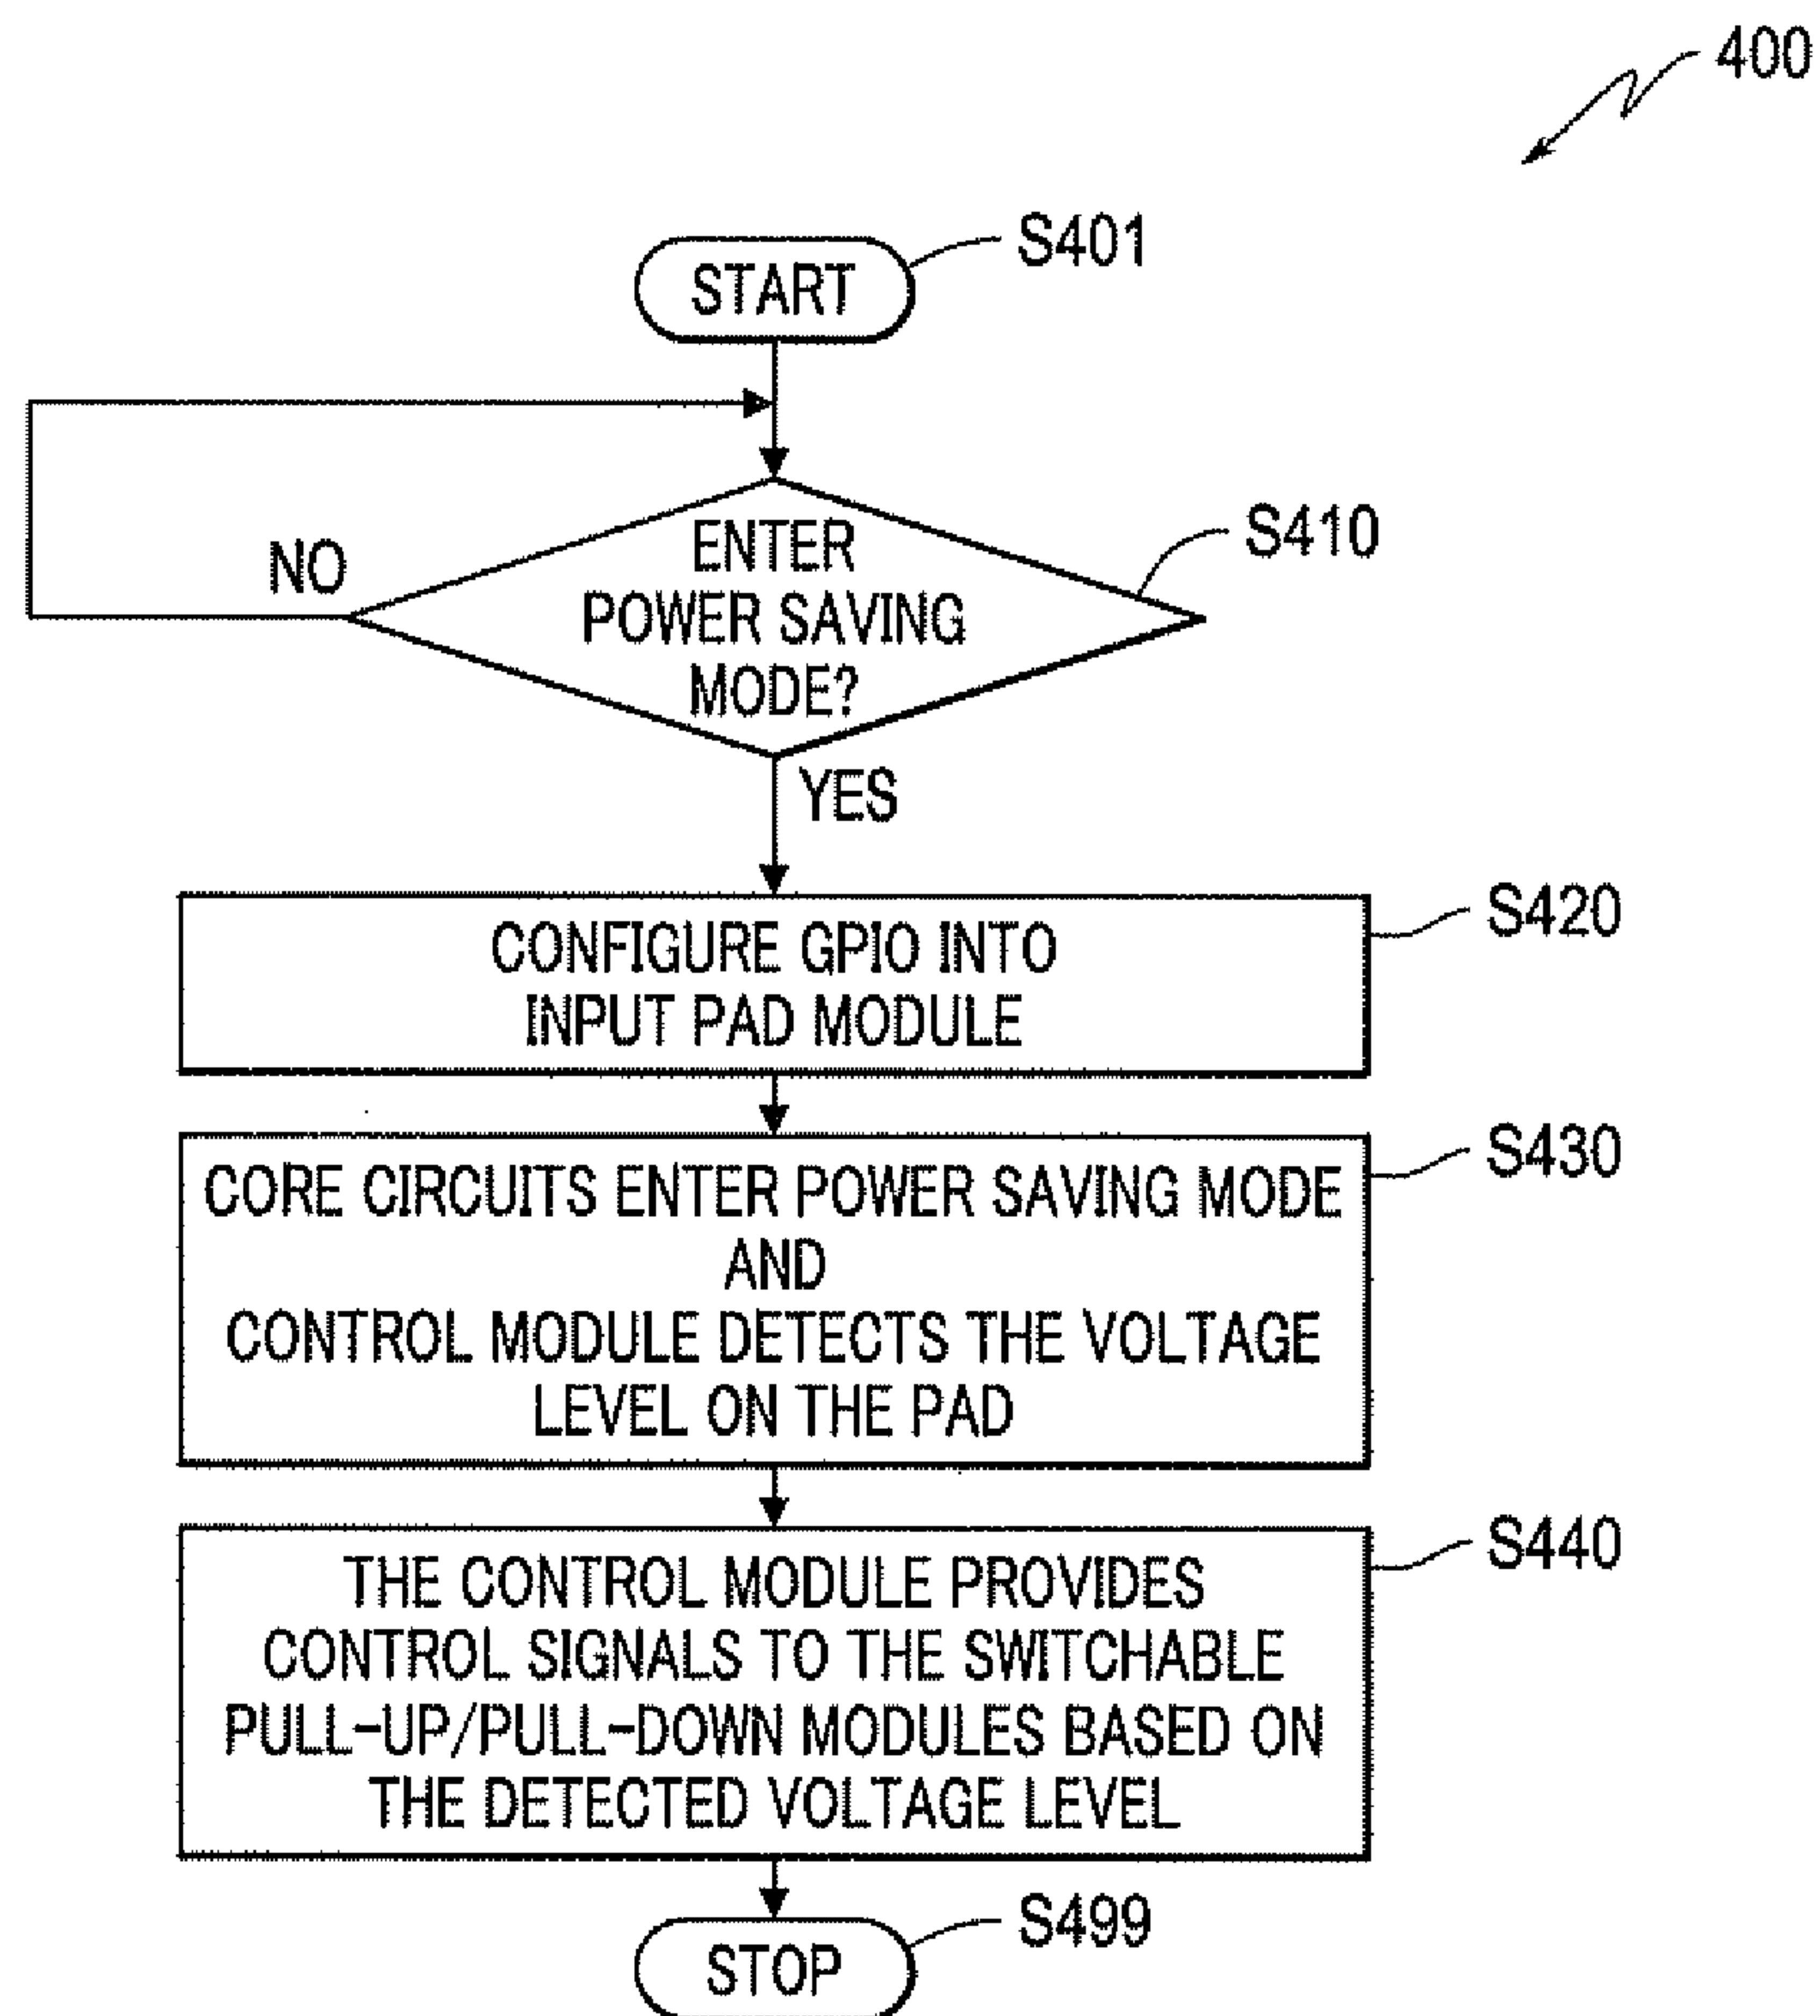 400
START
S401
ENTER
POWER SAVING
MODE?
S410
NO
YES
CONFIGURE GPIO INTO
INPUT PAD MODULE
S420
CORE CIRCUITS ENTER POWER SAVING MODE
AND
CONTROL MODULE DETECTS THE VOLTAGE
LEVEL ON THE PAD
S430
THE CONTROL MODULE PROVIDES
CONTROL SIGNALS TO THE SWITCHABLE
PULL-UP/PULL-DOWN MODULES BASED ON
THE DETECTED VOLTAGE LEVEL
S440
STOP
S499